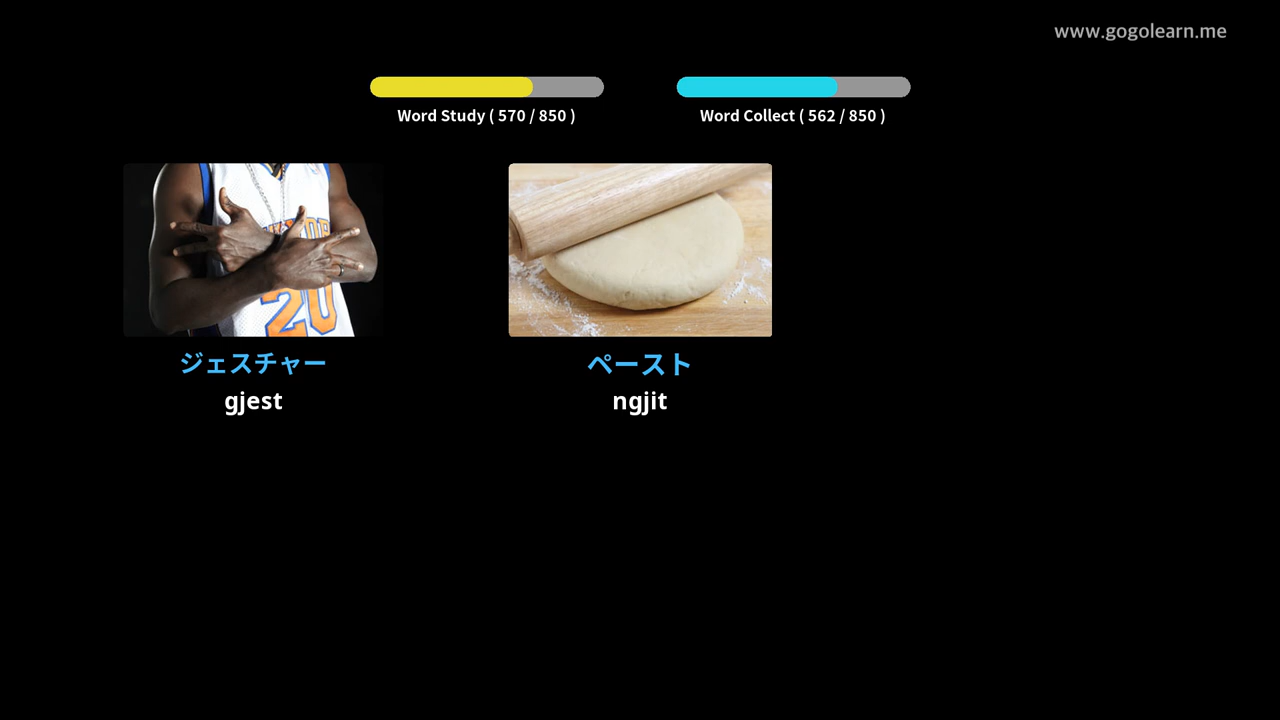 www.gogolearn.me
Word Study ( 570 / 850 )
Word Collect ( 562 / 850 )
20
ジェスチャー
ペースト
gjest
ngjit